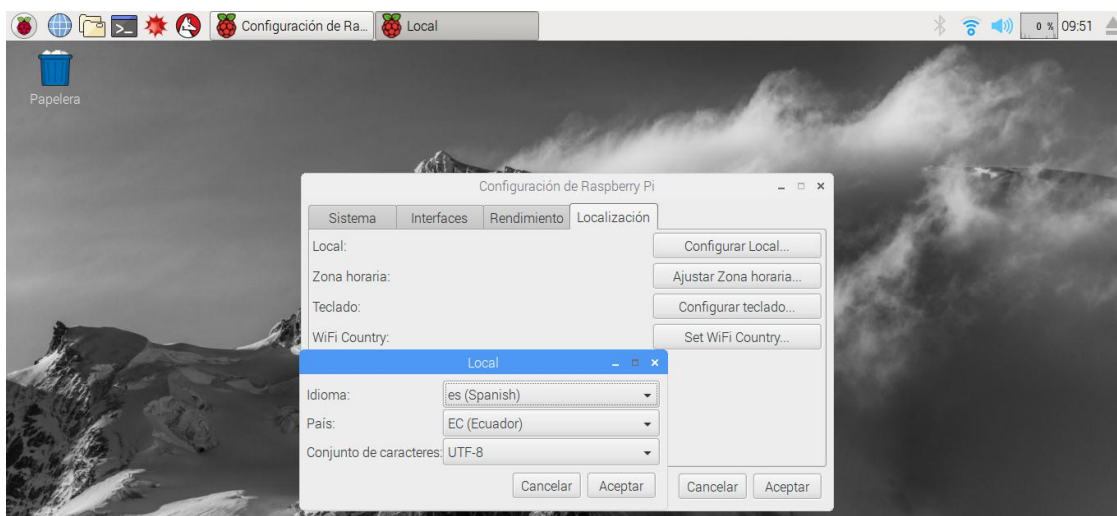 Configuración de Ra... Local 0 % 09:51
Papelera
Configuración de Raspberry Pi
Sistema Interfaces Rendimiento Localización
Local: Configurar Local...
Zona horaria: Ajustar Zona horaria...
Teclado: Configurar teclado...
WiFi Country: Set WiFi Country...
Local
Idioma: es (Spanish)
País: EC (Ecuador)
Conjunto de caracteres: UTF-8
Cancelar Aceptar Cancelar Aceptar